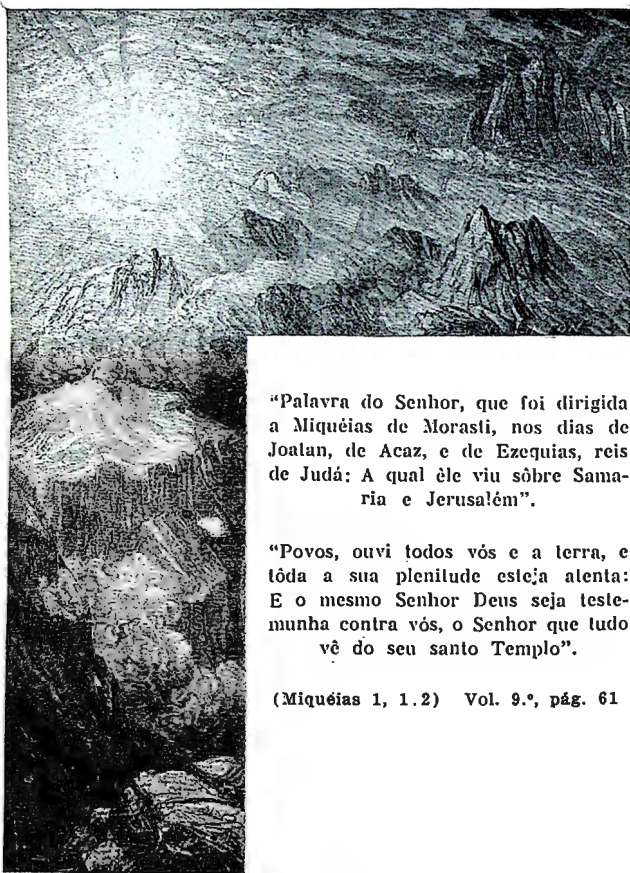 “Palavra do Senhor, que foi dirigida
a Miquéias de Morasti, nos dias de
Joatan, de Acaz, e de Ezequias, reis
de Judá: A qual êle viu sôbre Sama-
ria e Jerusalém”.
“Povos, ouvi todos vós e a terra, e
tôda a sua plenitude esteja atenta:
E o mesmo Senhor Deus seja teste-
munha contra vós, o Senhor que tudo
vê do seu santo Templo”.
(Miquéias 1, 1.2) Vol. 9.º, pág. 61